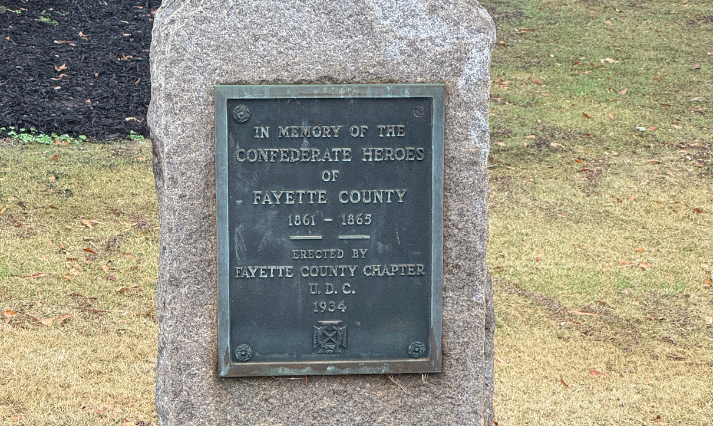 IN MEMORY OF THE
CONFEDERATE HEROES
OF
FAYETTE COUNTY
1861 - 1865
ERECTED BY
FAYETTE COUNTY CHAPTER
U. D. C.
1934